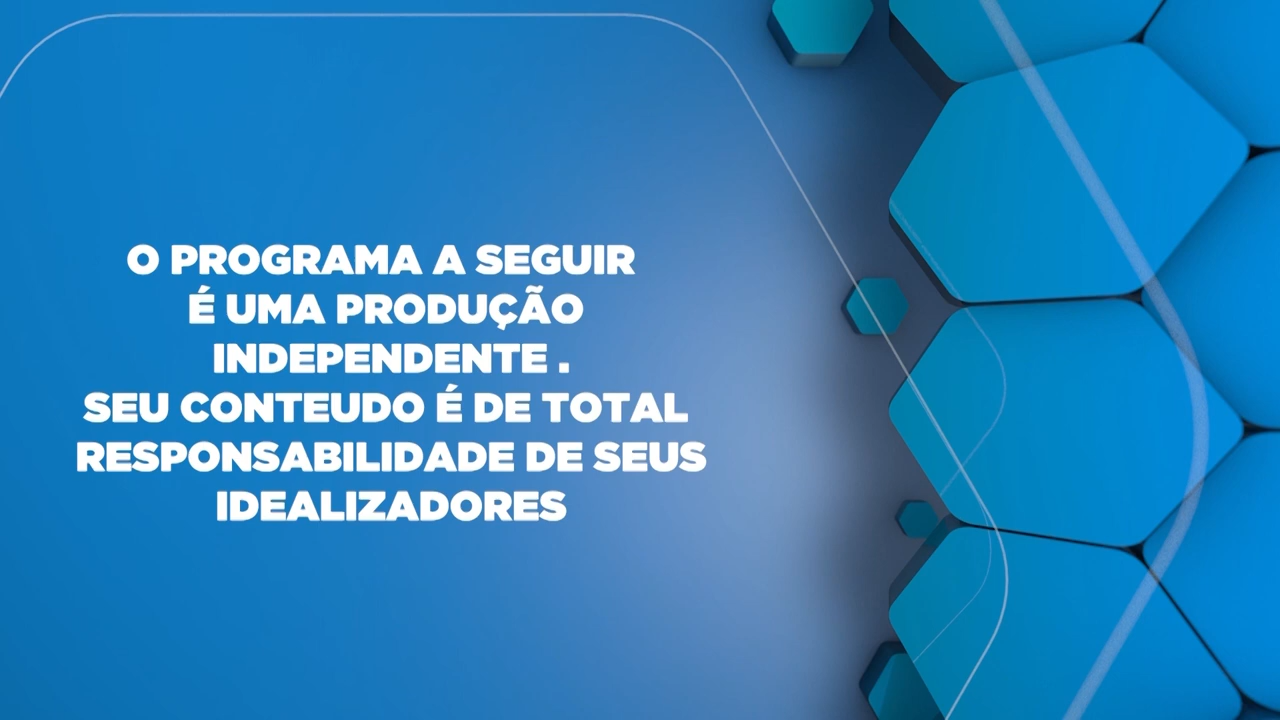 O PROGRAMA A SEGUIR
É UMA PRODUÇÃO
INDEPENDENTE .
SEU CONTEUDO É DE TOTAL
RESPONSABILIDADE DE SEUS
IDEALIZADORES